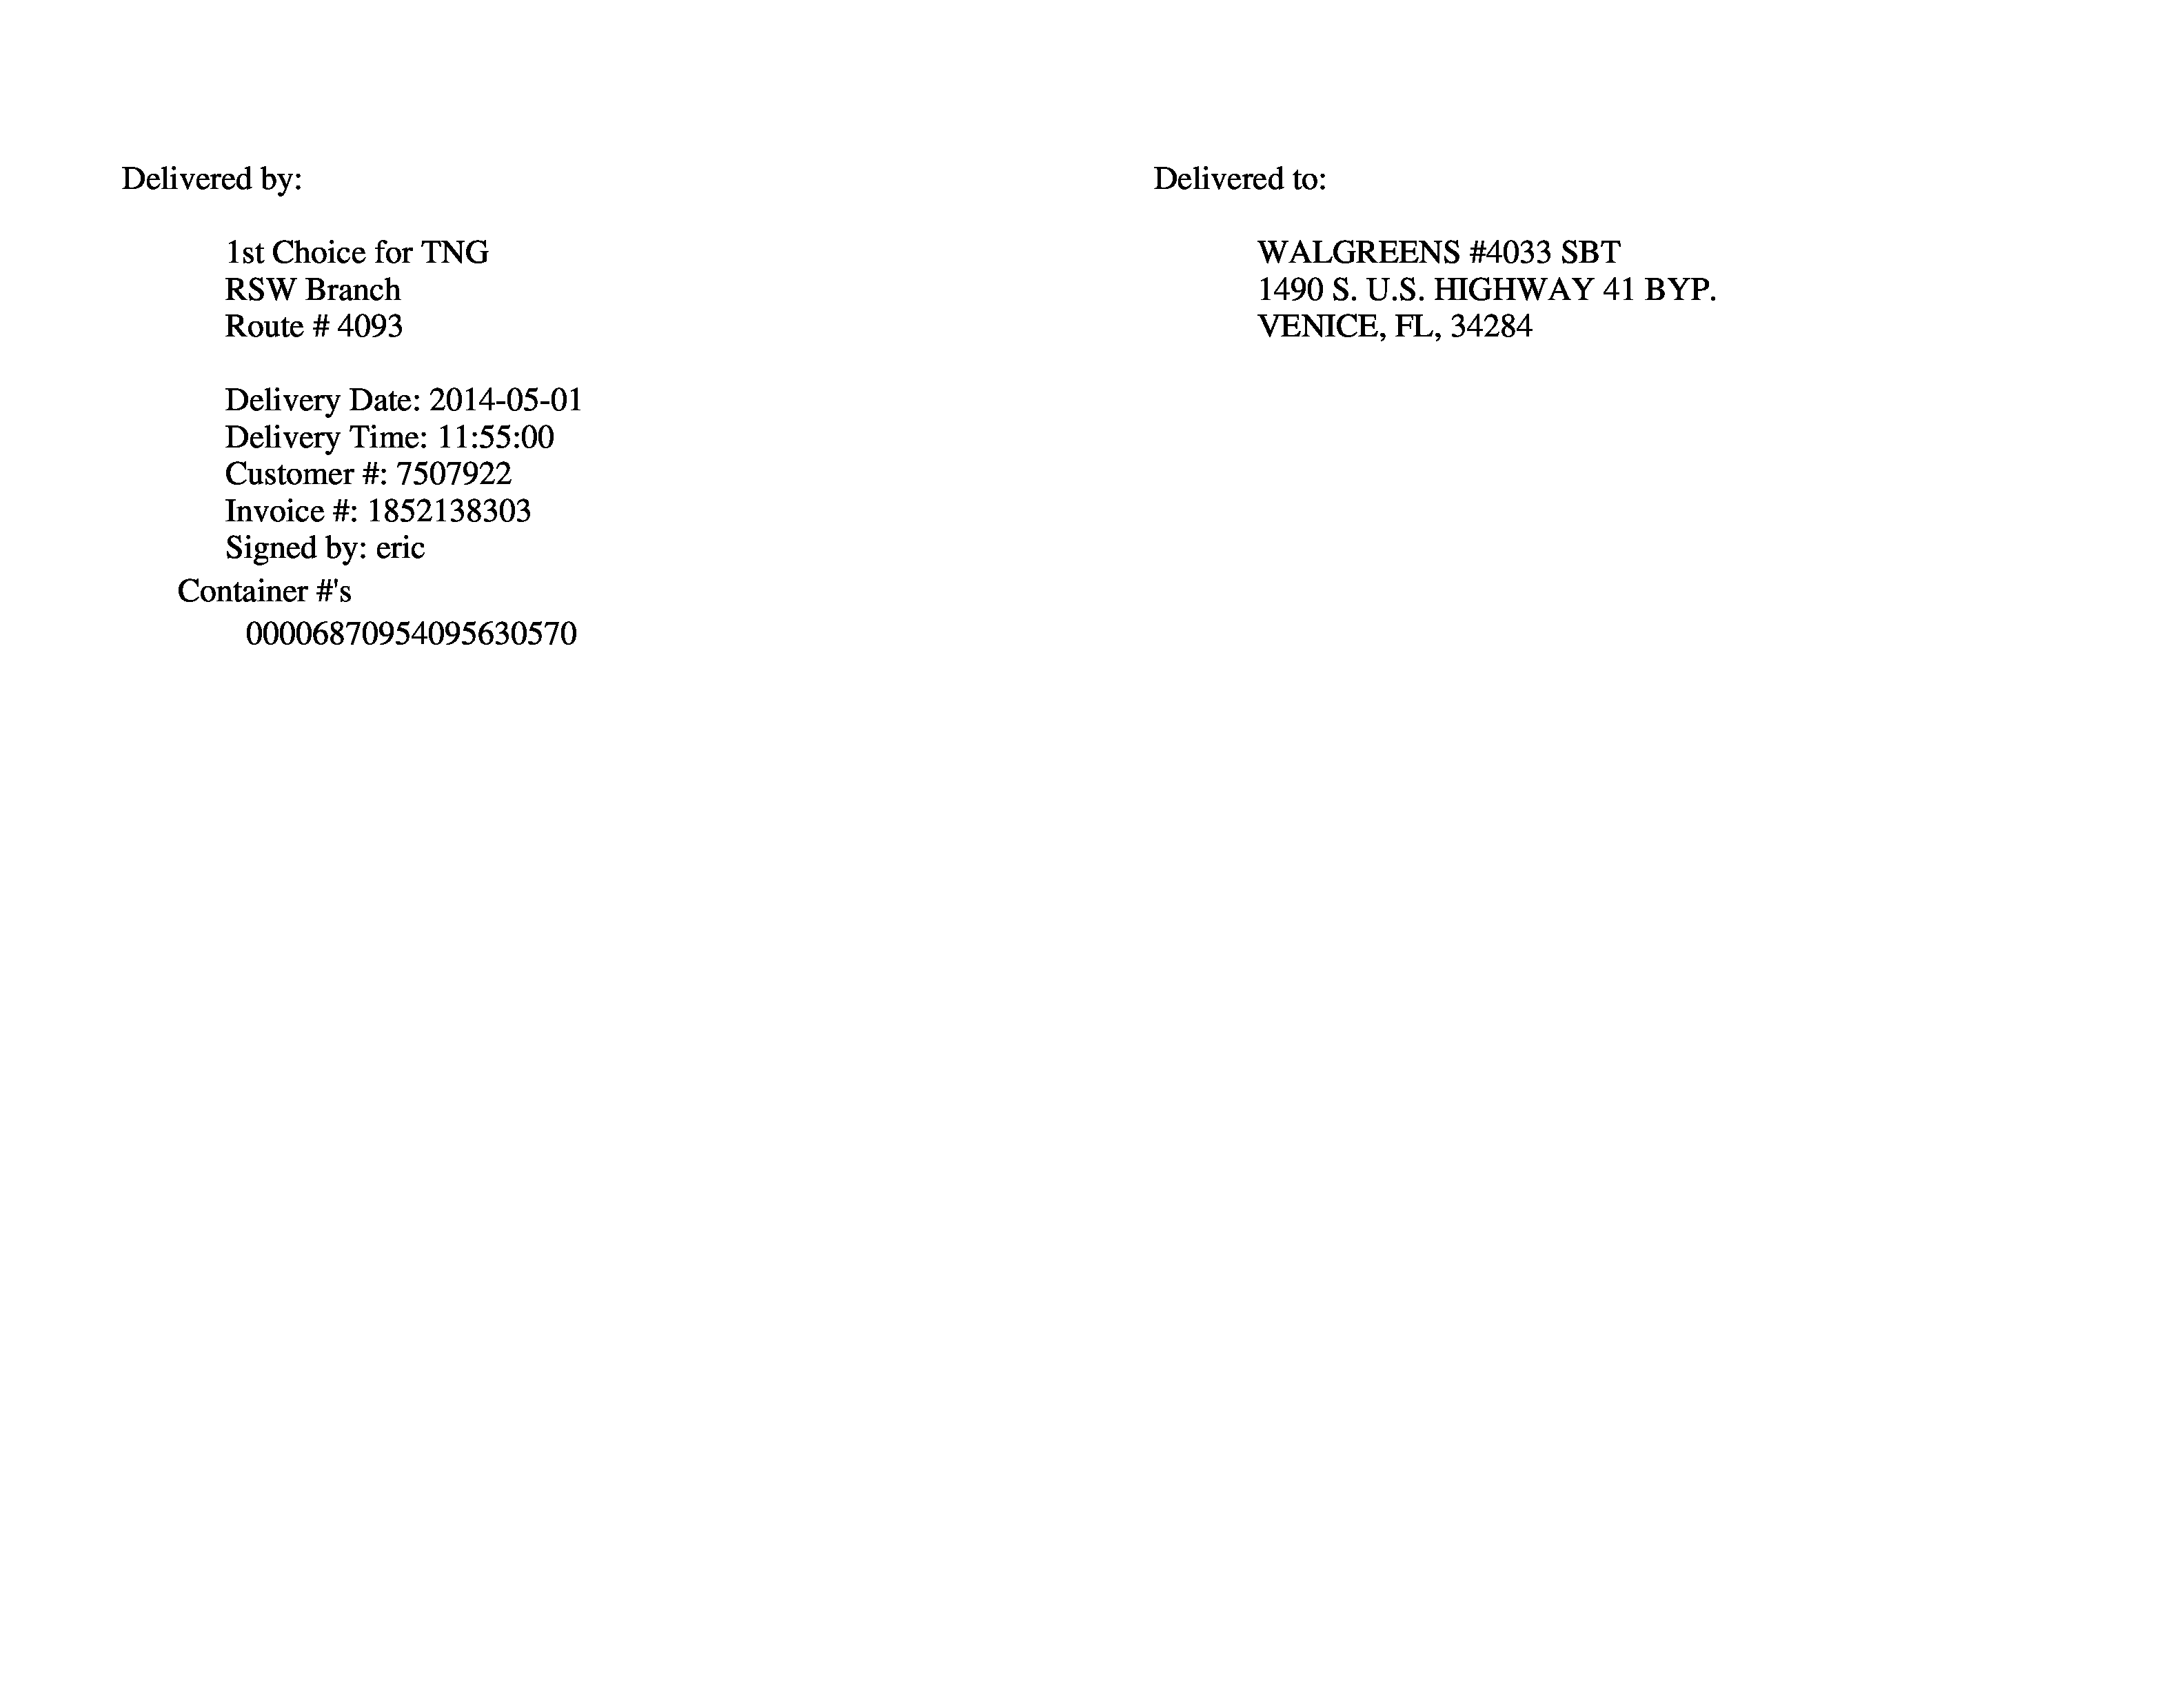 Delivered by:
1st Choice for TNG
RSW Branch
Route # 4093
Delivery Date: 2014-05-01
Delivery Time: 11:55:00
Customer #: 7507922
Invoice #: 1852138303
Signed by: eric
Container #'s
00006870954095630570
Delivered to:
WALGREENS #4033 SBT
1490 S. U.S. HIGHWAY 41 BYP.
VENICE, FL, 34284